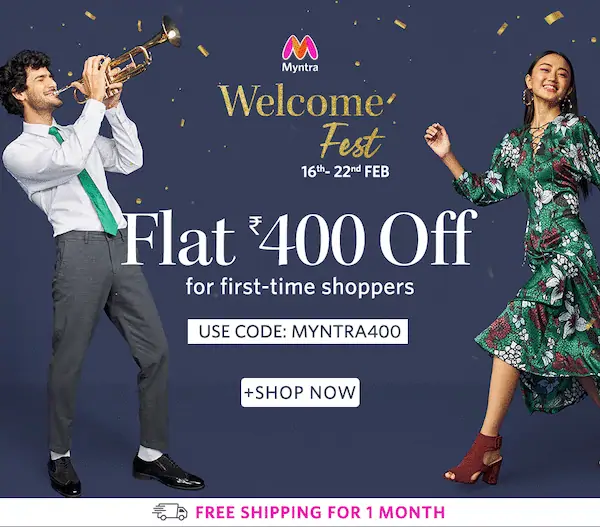 Myntra
Welcome
Fest
16th- 22nd FEB
Flat ₹400 Off
for first-time shoppers
USE CODE: MYNTRA400
+SHOP NOW
FREE SHIPPING FOR 1 MONTH